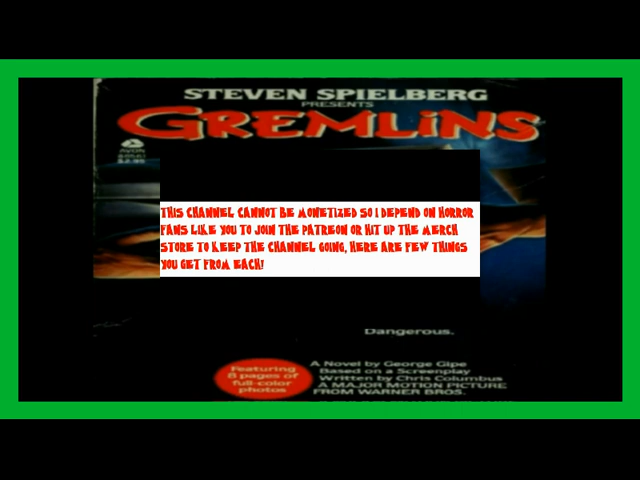 STEVEN SPIELBERG
PRESENTS
GREMLINS
AVON
THIS CHANNEL CANNOT BE MONETIZED SO I DEPEND ON HORROR
FANS LIKE YOU TO JOIN THE PATREON OR HIT UP THE MERCH
STORE TO KEEP THE CHANNEL GOING, HERE ARE FEW THINGS
YOU GET FROM EACH!
Dangerous.
Featuring
8 pages of
full-color
photos
A Novel by George Gipe
Based on a Screenplay
Written by Chris Columbus
A MAJOR MOTION PICTURE
FROM WARNER BROS.